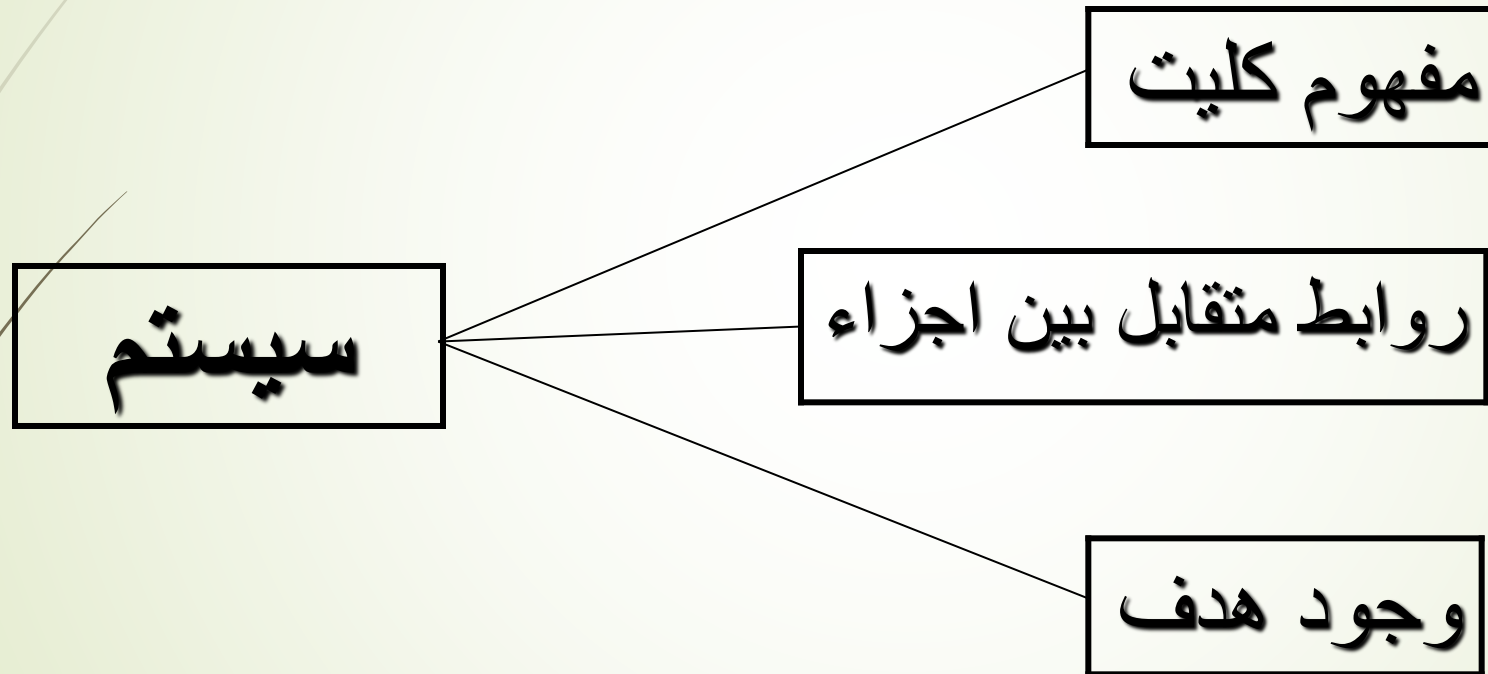 مفهوم کلیت
روابط متقابل بین اجزاء
سیستم
وجود هدف